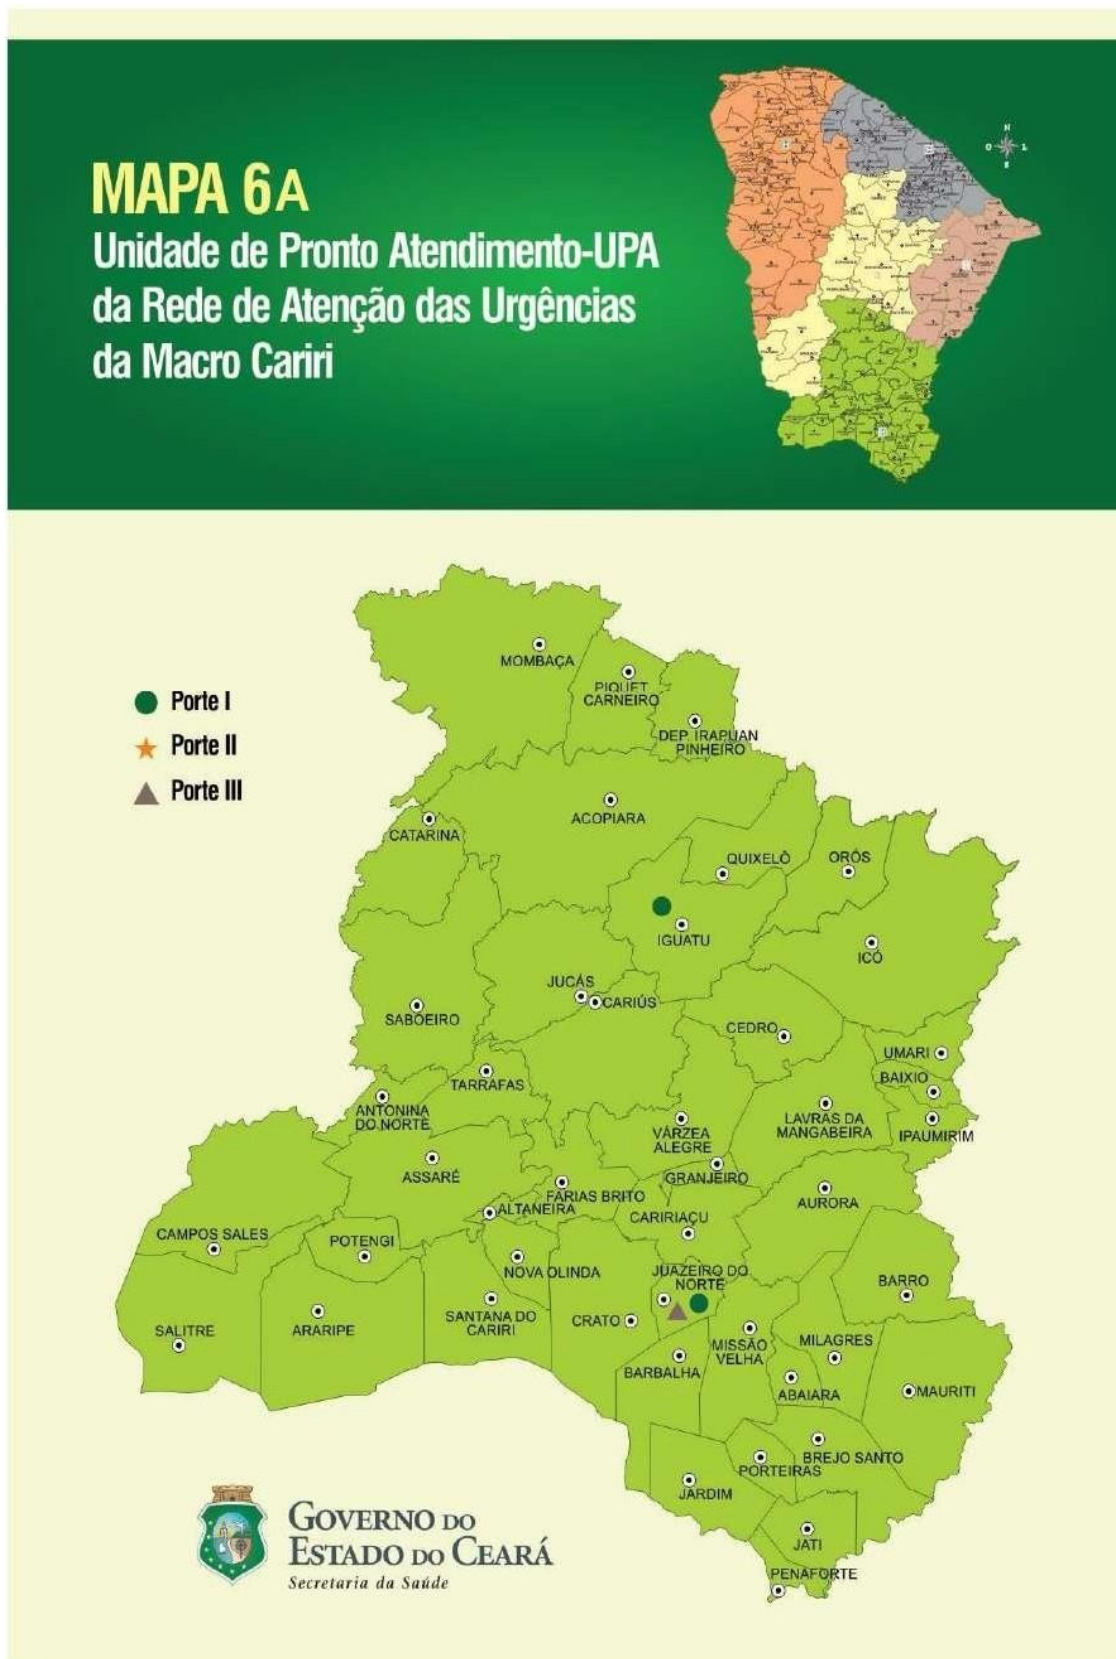 MAPA 6A
Unidade de Pronto Atendimento-UPA
da Rede de Atenção das Urgências
da Macro Cariri
N
O L
S
Porte I
Porte II
Porte III
MOMBAÇA
PIQUET
CARNEIRO
DEP. IRAPUAN
PINHEIRO
ACOPIARA
CATARINA
QUIXELÔ
ORÓS
IGUATU
ICÓ
JUCÁS
CARIÚS
SABOEIRO
CEDRO
UMARI
BAIXIO
TARRAFAS
ANTONINA
DO NORTE
VÁRZEA
ALEGRE
LAVRAS DA
MANGABEIRA
IPAUMIRIM
ASSARÉ
GRANJEIRO
FARIAS BRITO
ALTANEIRA
AURORA
CARIRIAÇU
CAMPOS SALES
POTENGI
NOVA OLINDA
JUAZEIRO DO
NORTE
BARRO
SANTANA DO
CARIRI
CRATO
SALITRE
ARARIPE
MISSÃO
VELHA
MILAGRES
BARBALHA
ABAIARA
MAURITI
BREJO SANTO
PORTEIRAS
JARDIM
JATI
PENAFORTE
GOVERNO DO
ESTADO DO CEARÁ
Secretaria da Saúde